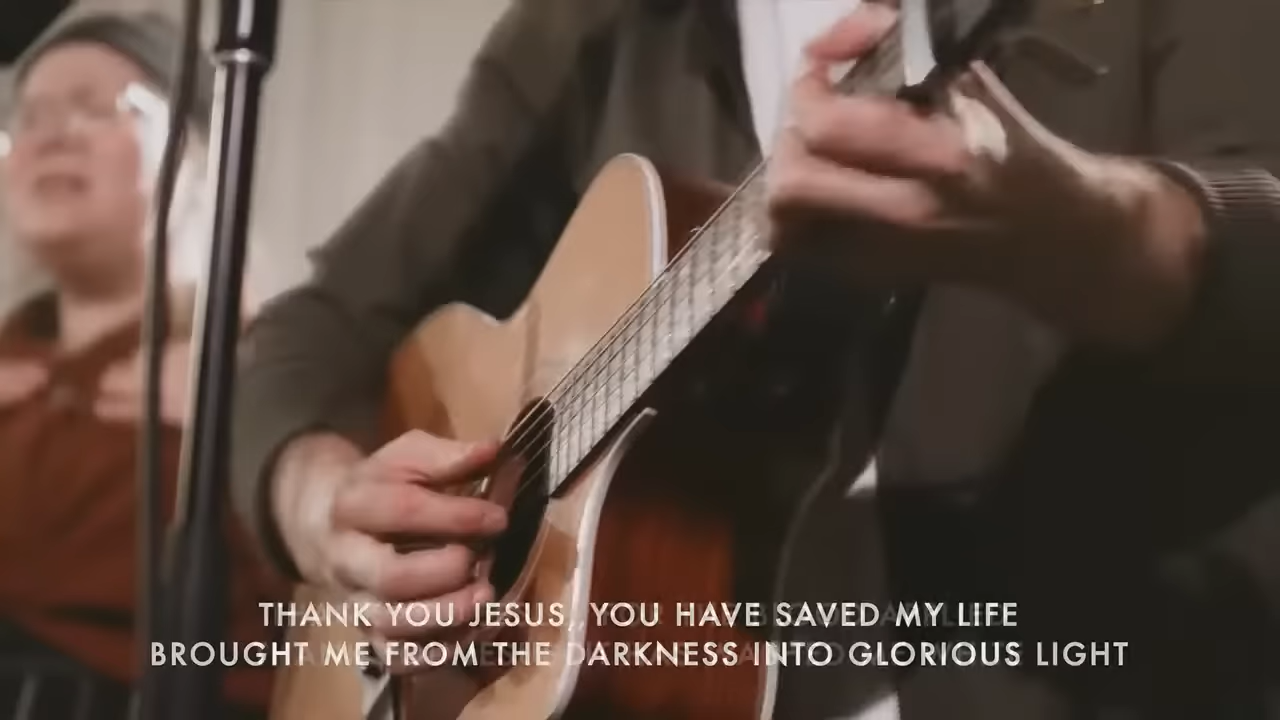 THANK YOU JESUS, YOU HAVE SAVED MY LIFE
BROUGHT ME FROM THE DARKNESS INTO GLORIOUS LIGHT